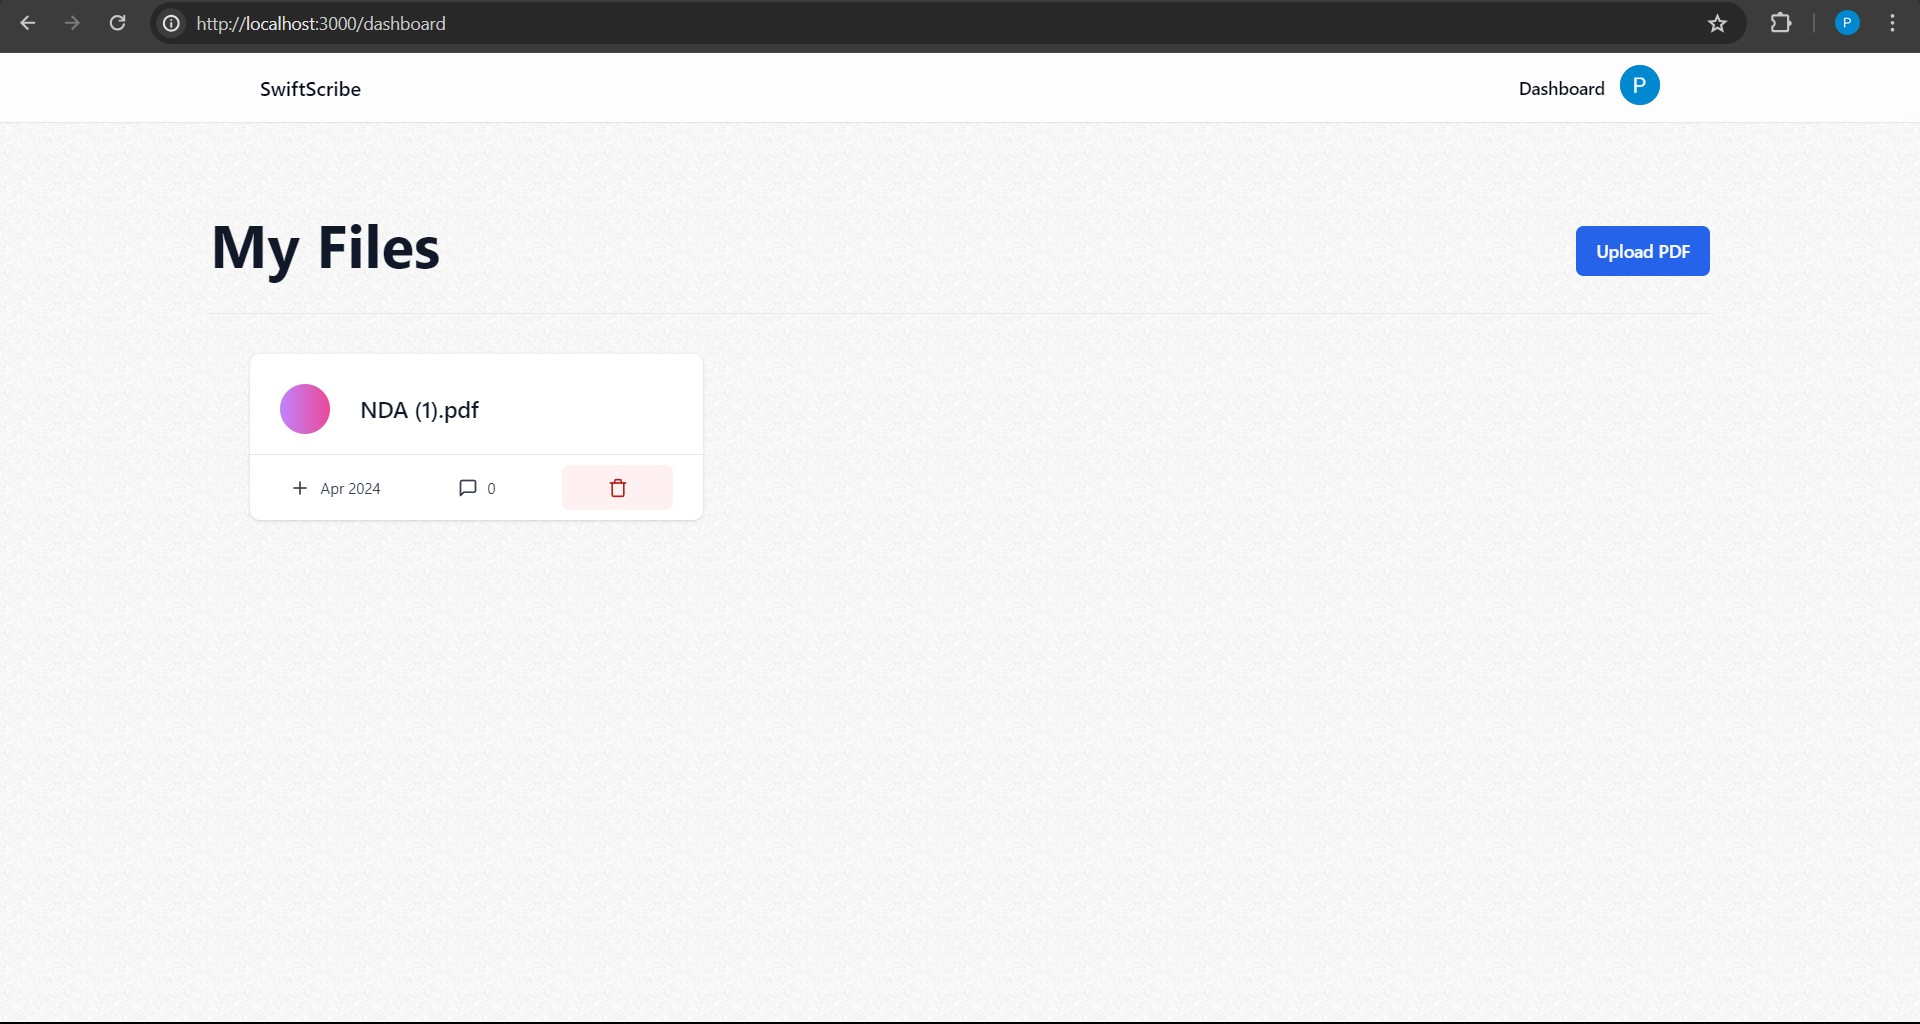 http://localhost:3000/dashboard
P
SwiftScribe
Dashboard
P
My Files
Upload PDF
NDA (1).pdf
Apr 2024
0